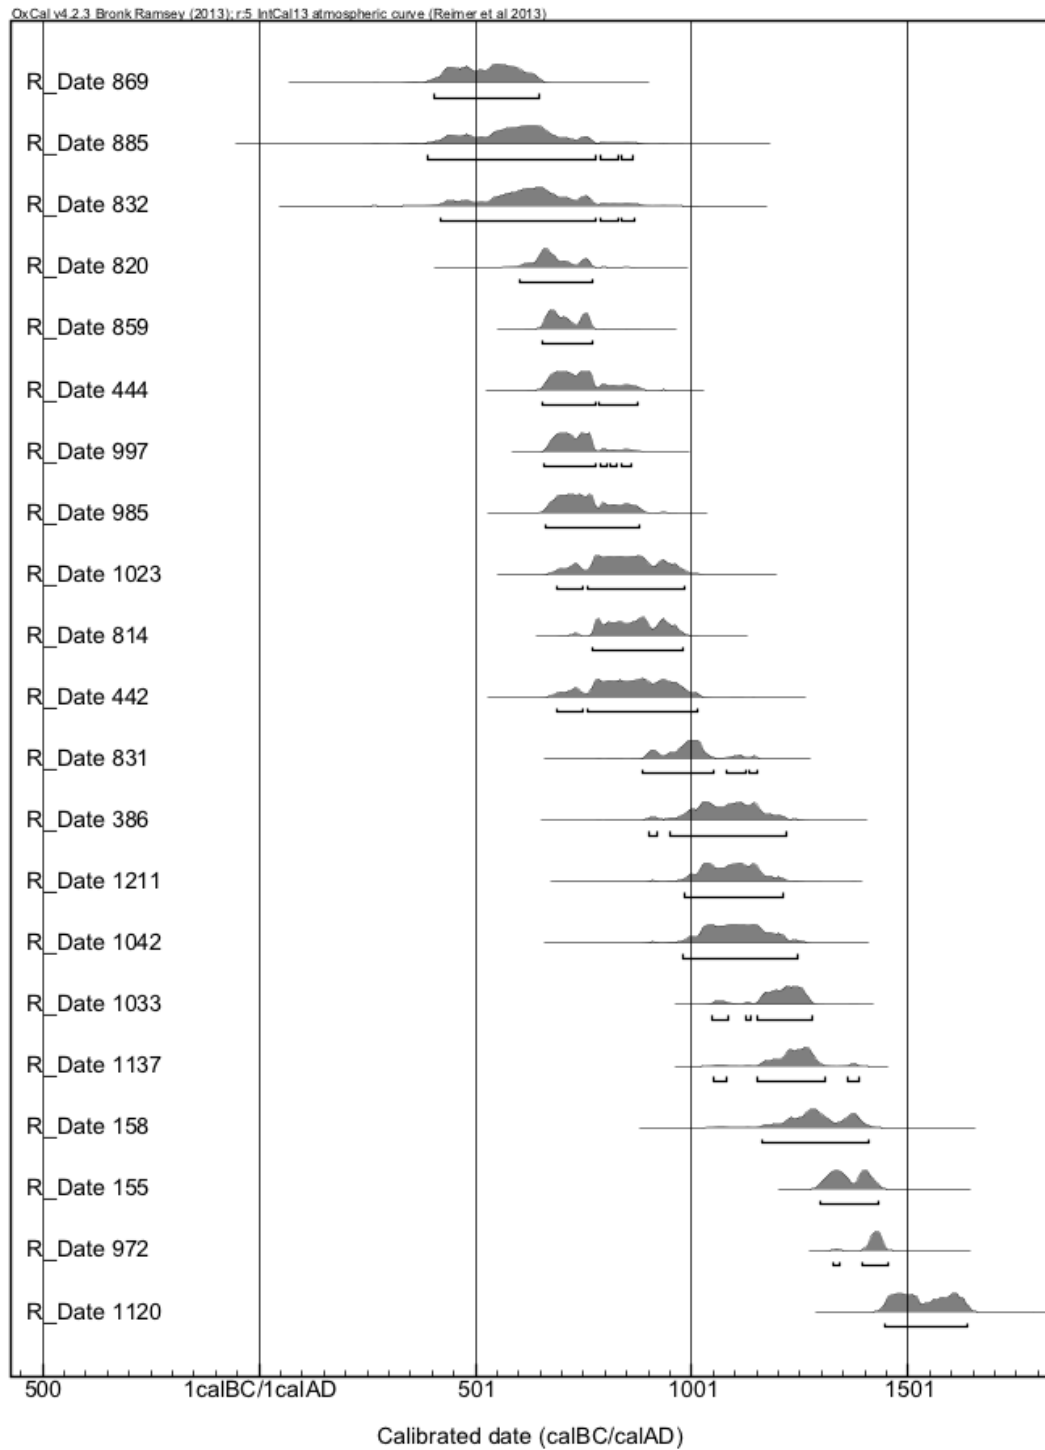 OxCal v4.2.3 Bronk Ramsey (2013); r:5 IntCal13 atmospheric curve (Reimer et al 2013)
R_Date 869
R_Date 885
R_Date 832
R_Date 820
R_Date 859
R_Date 444
R_Date 997
R_Date 985
R_Date 1023
R_Date 814
R_Date 442
R_Date 831
R_Date 386
R_Date 1211
R_Date 1042
R_Date 1033
R_Date 1137
R_Date 158
R_Date 155
R_Date 972
R_Date 1120
500 1calBC/1calAD 501 1001 1501
Calibrated date (calBC/calAD)